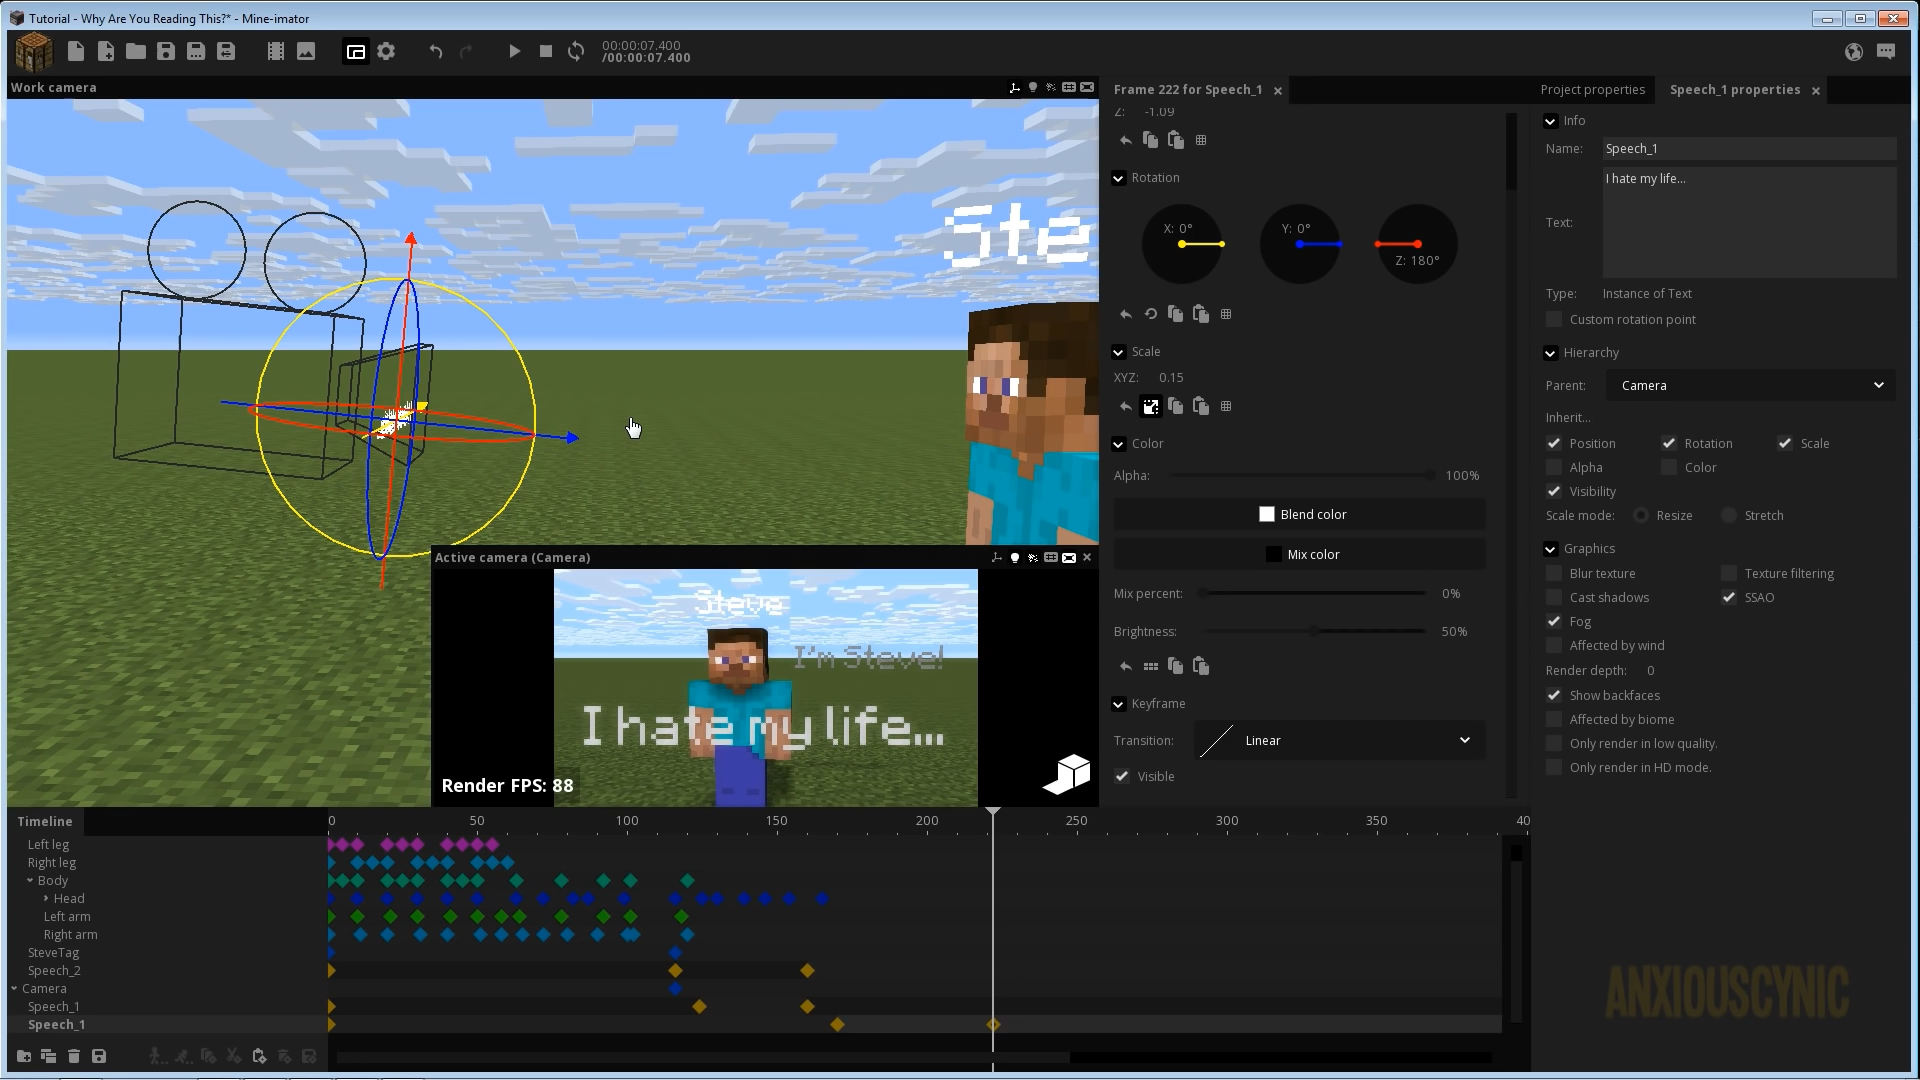 Tutorial - Why Are You Reading This?* - Mine-imator
00:00:07.400
/00:00:07.400
Work camera
Ste
Active camera (Camera)
Steve
I'm Steve!
I hate my life...
Render FPS: 88
Frame 222 for Speech_1
Z: -1.09
Rotation
X: 0° Y: 0° Z: 180°
Scale
XYZ: 0.15
Color
Alpha: 100%
Blend color
Mix color
Mix percent: 0%
Brightness: 50%
Keyframe
Transition: Linear
Visible
Project properties Speech_1 properties
Info
Name: Speech_1
Text: I hate my life...
Type: Instance of Text
Custom rotation point
Hierarchy
Parent: Camera
Inherit...
Position Rotation Scale
Alpha Color
Visibility
Scale mode: Resize Stretch
Graphics
Blur texture Texture filtering
Cast shadows SSAO
Fog
Affected by wind
Render depth: 0
Show backfaces
Affected by biome
Only render in low quality.
Only render in HD mode.
Timeline
0 50 100 150 200 250 300 350 40
Left leg
Right leg
Body
Head
Left arm
Right arm
SteveTag
Speech_2
Camera
Speech_1
Speech_1
ANXIOUSCYNIC